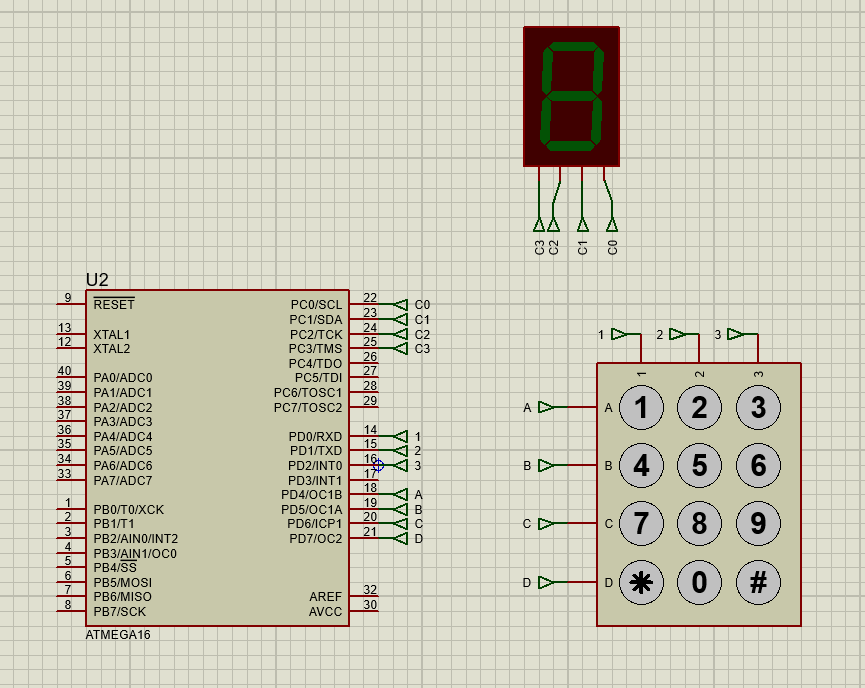 C3 C2 C1 C0
U2
9 RESET PC0/SCL 22 C0
PC1/SDA 23 C1
13 XTAL1 PC2/TCK 24 C2
12 XTAL2 PC3/TMS 25 C3
PC4/TDO 26
40 PA0/ADC0 PC5/TDI 27
39 PA1/ADC1 PC6/TOSC1 28
38 PA2/ADC2 PC7/TOSC2 29
37 PA3/ADC3
36 PA4/ADC4 PD0/RXD 14 1
35 PA5/ADC5 PD1/TXD 15 2
34 PA6/ADC6 PD2/INT0 16 3
33 PA7/ADC7 PD3/INT1 17
PD4/OC1B 18 A
1 PB0/T0/XCK PD5/OC1A 19 B
2 PB1/T1 PD6/ICP1 20 C
3 PB2/AIN0/INT2 PD7/OC2 21 D
4 PB3/AIN1/OC0
5 PB4/SS
6 PB5/MOSI
7 PB6/MISO AREF 32
8 PB7/SCK AVCC 30
ATMEGA16
1 2 3
1 2 3
A A 1 2 3
B B 4 5 6
C C 7 8 9
D D * 0 #